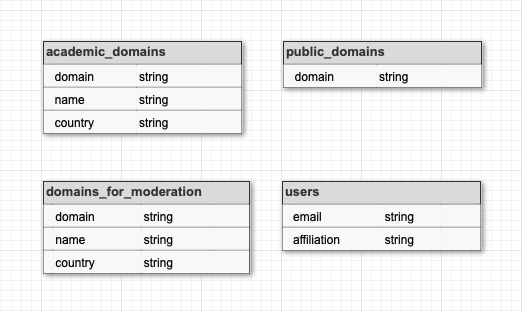 academic_domains
domain string
name string
country string
public_domains
domain string
domains_for_moderation
domain string
name string
country string
users
email string
affiliation string